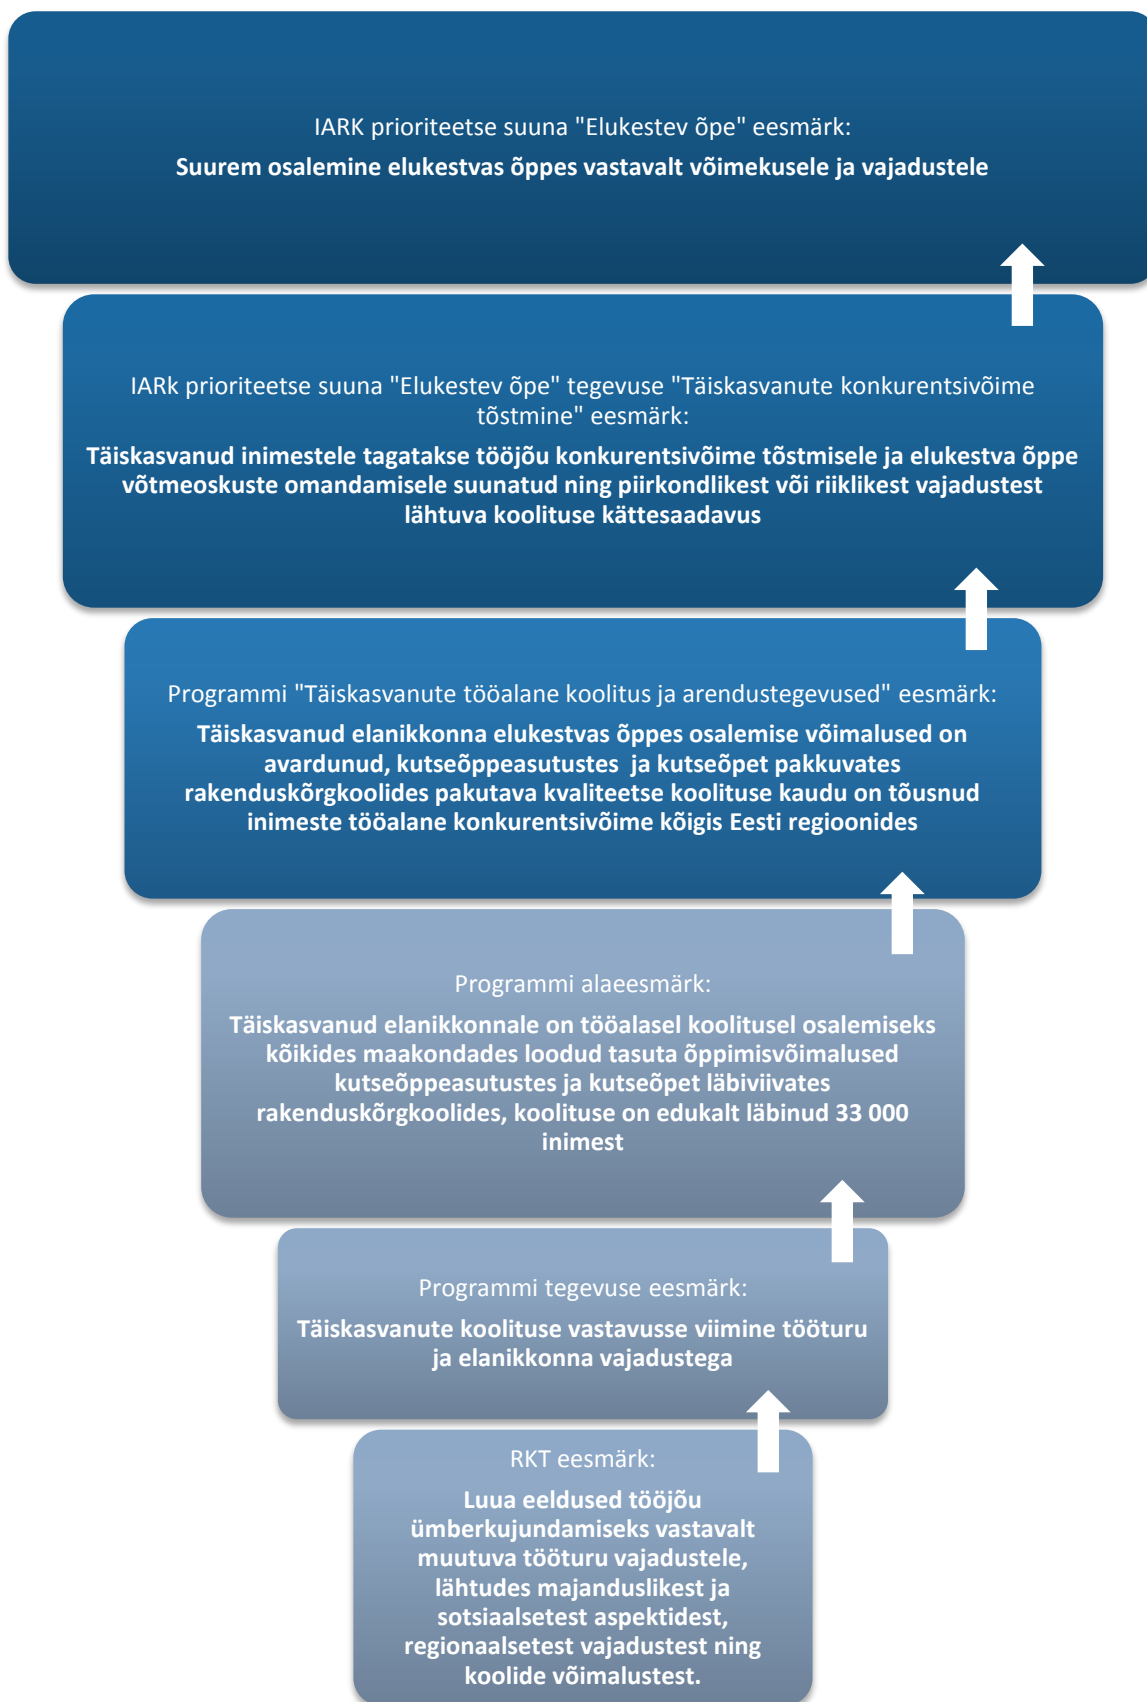 IARK prioriteetse suuna "Elukestev õpe" eesmärk:
Suurem osalemine elukestvas õppes vastavalt võimekusele ja vajadustele
IARk prioriteetse suuna "Elukestev õpe" tegevuse "Täiskasvanute konkurentsivõime
tõstmine" eesmärk:
Täiskasvanud inimestele tagatakse tööjõu konkurentsivõime tõstmisele ja elukestva õppe
võtmeoskuste omandamisele suunatud ning piirkondlikest või riiklikest vajadustest
lähtuva koolituse kättesaadavus
Programmi "Täiskasvanute tööalane koolitus ja arendustegevused" eesmärk:
Täiskasvanud elanikkonna elukestvas õppes osalemise võimalused on
avardunud, kutseõppeasutustes ja kutseõpet pakkuvates
rakenduskõrgkoolides pakutava kvaliteetse koolituse kaudu on tõusnud
inimeste tööalane konkurentsivõime kõigis Eesti regioonides
Programmi alaeesmärk:
Täiskasvanud elanikkonnale on tööalasel koolitusel osalemiseks
kõikides maakondades loodud tasuta õppimisvõimalused
kutseõppeasutustes ja kutseõpet läbiviivates
rakenduskõrgkoolides, koolituse on edukalt läbinud 33 000
inimest
Programmi tegevuse eesmärk:
Täiskasvanute koolituse vastavusse viimine tööturu
ja elanikkonna vajadustega
RKT eesmärk:
Luua eeldused tööjõu
ümberkujundamiseks vastavalt
muutuva tööturu vajadustele,
lähtudes majanduslikest ja
sotsiaalsetest aspektidest,
regionaalsetest vajadustest ning
koolide võimalustest.